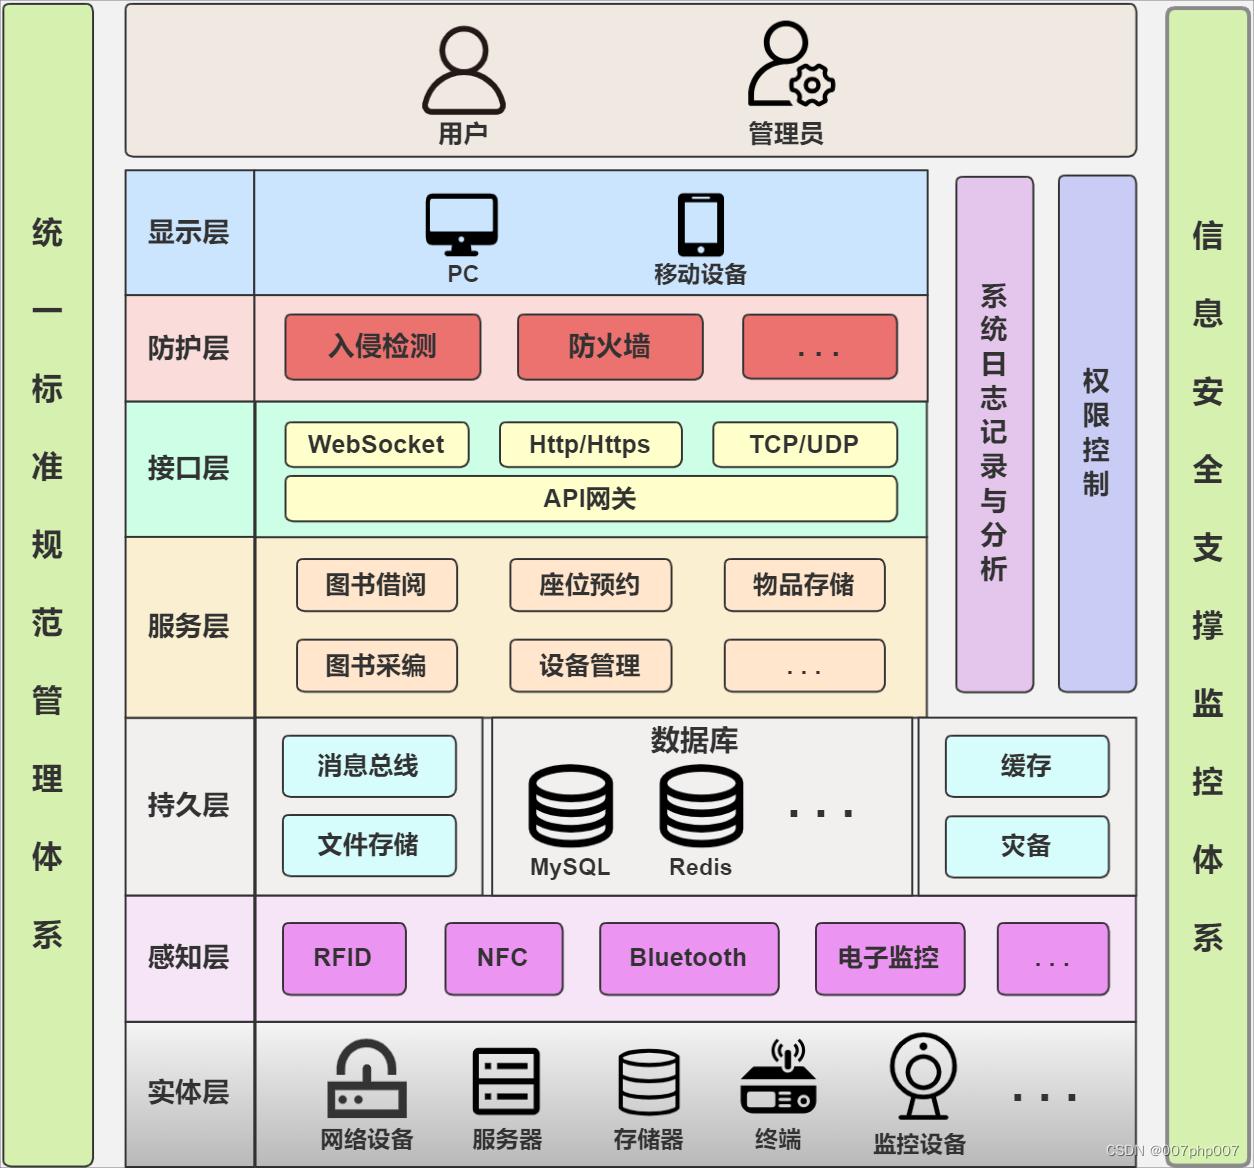 统一标准规范管理体系
用户
管理员
显示层
PC
移动设备
防护层
入侵检测
防火墙
...
接口层
WebSocket
Http/Https
TCP/UDP
API网关
服务层
图书借阅
座位预约
物品存储
图书采编
设备管理
...
系统日志记录与分析
权限控制
持久层
消息总线
文件存储
数据库
MySQL
Redis
...
缓存
灾备
感知层
RFID
NFC
Bluetooth
电子监控
...
实体层
网络设备
服务器
存储器
终端
监控设备
...
信息安全支撑监控体系
CSDN @007php007